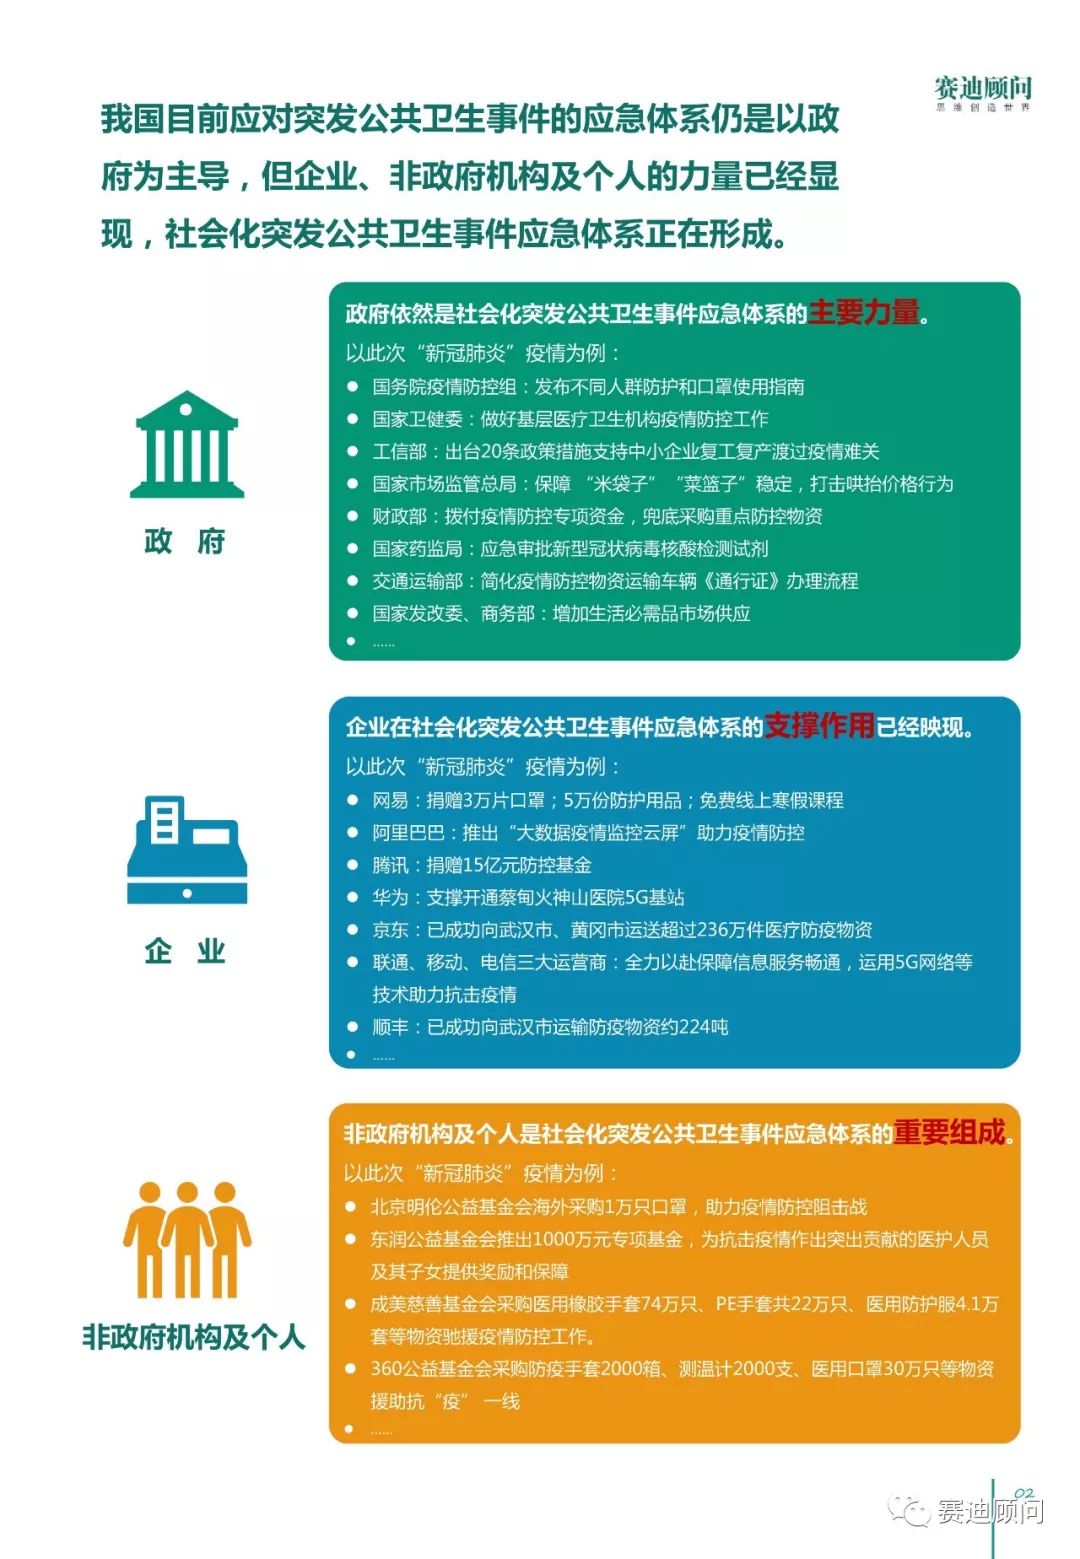 赛迪顾问
思维创造世界
我国目前应对突发公共卫生事件的应急体系仍是以政
府为主导，但企业、非政府机构及个人的力量已经显
现，社会化突发公共卫生事件应急体系正在形成。
政府依然是社会化突发公共卫生事件应急体系的主要力量。
以此次“新冠肺炎”疫情为例：
● 国务院疫情防控组：发布不同人群防护和口罩使用指南
● 国家卫健委：做好基层医疗卫生机构疫情防控工作
● 工信部：出台20条政策措施支持中小企业复工复产渡过疫情难关
● 国家市场监管总局：保障 “米袋子” “菜篮子”稳定，打击哄抬价格行为
● 财政部：拨付疫情防控专项资金，兜底采购重点防控物资
● 国家药监局：应急审批新型冠状病毒核酸检测试剂
● 交通运输部：简化疫情防控物资运输车辆《通行证》办理流程
● 国家发改委、商务部：增加生活必需品市场供应
● ......
政 府
企业在社会化突发公共卫生事件应急体系的支撑作用已经映现。
以此次“新冠肺炎”疫情为例：
● 网易：捐赠3万片口罩；5万份防护用品；免费线上寒假课程
● 阿里巴巴：推出“大数据疫情监控云屏”助力疫情防控
● 腾讯：捐赠15亿元防控基金
● 华为：支撑开通蔡甸火神山医院5G基站
● 京东：已成功向武汉市、黄冈市运送超过236万件医疗防疫物资
● 联通、移动、电信三大运营商：全力以赴保障信息服务畅通，运用5G网络等
技术助力抗击疫情
● 顺丰：已成功向武汉市运输防疫物资约224吨
● ......
企 业
非政府机构及个人是社会化突发公共卫生事件应急体系的重要组成。
以此次“新冠肺炎”疫情为例：
● 北京明伦公益基金会海外采购1万只口罩，助力疫情防控阻击战
● 东润公益基金会推出1000万元专项基金，为抗击疫情作出突出贡献的医护人员
及其子女提供奖励和保障
● 成美慈善基金会采购医用橡胶手套74万只、PE手套共22万只、医用防护服4.1万
套等物资驰援疫情防控工作。
● 360公益基金会采购防疫手套2000箱、测温计2000支、医用口罩30万只等物资
援助抗“疫” 一线
● ......
非政府机构及个人
02
赛迪顾问